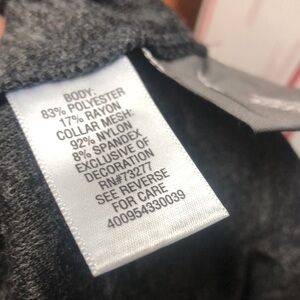 BODY:
83% POLYESTER
17% RAYON
COLLAR MESH:
92% NYLON
8% SPANDEX
EXCLUSIVE OF
DECORATION
RN#73277
SEE REVERSE
FOR CARE
400954330039